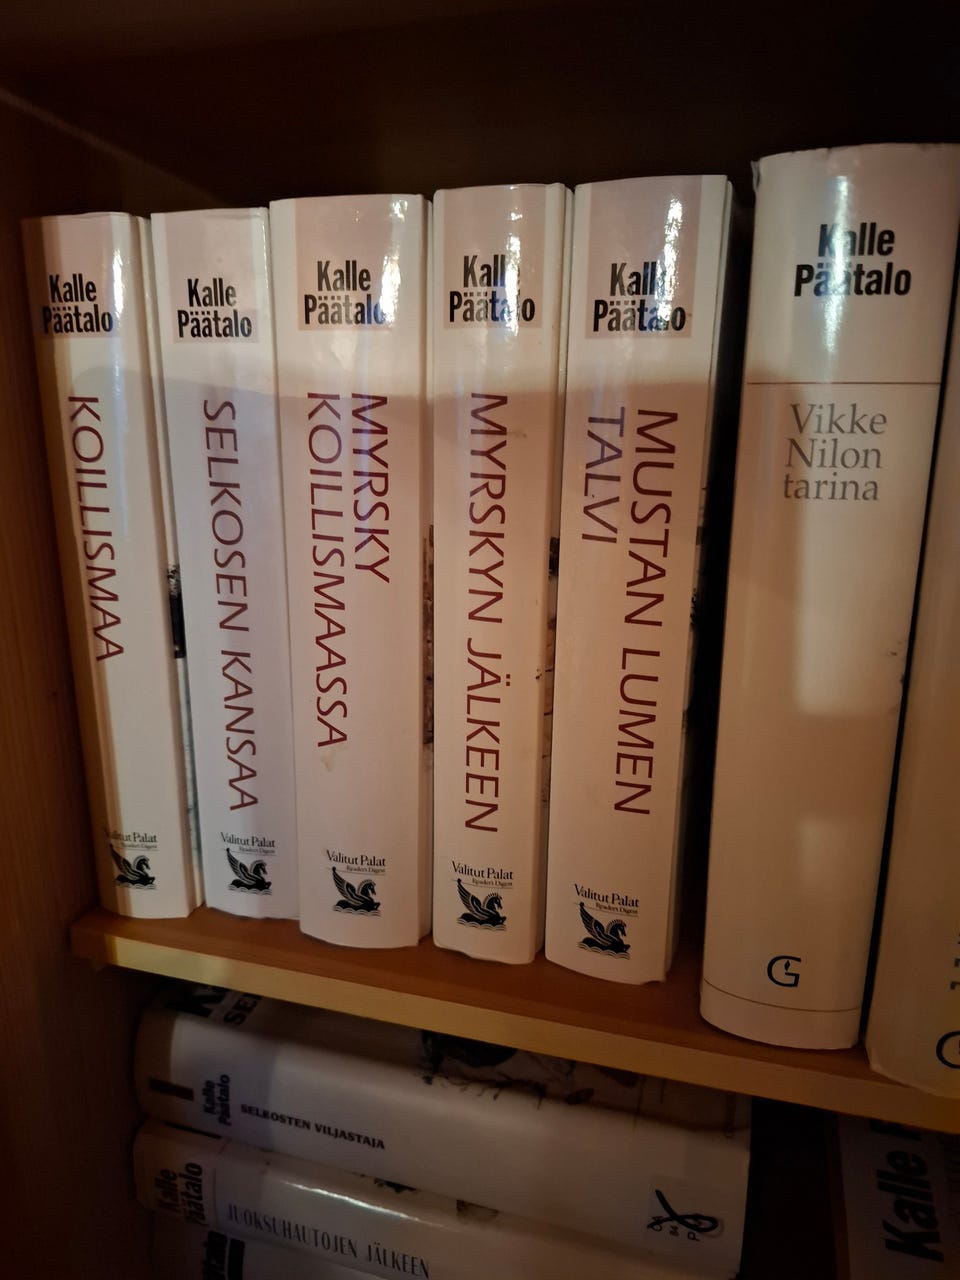 Kalle
Päätalo
KOILLISMAA
Valitut Palat
Kalle
Päätalo
SELKOSEN KANSAA
Valitut Palat
Reader's Digest
Kalle
Päätalo
MYRSKY
KOILLISMAASSA
Valitut Palat
Reader's Digest
Kalle
Päätalo
MYRSKYN JÄLKEEN
Valitut Palat
Reader's Digest
Kalle
Päätalo
MUSTAN LUMEN
TALVI
Valitut Palat
Reader's Digest
Kalle
Päätalo
Vikke
Nilon
tarina
G
Kalle
Päätalo
SELKOSTEN VILJASTAJA
Kalle
Päätalo
JUOKSUHAUTOJEN JÄLKEEN
Päätalo
Kalle